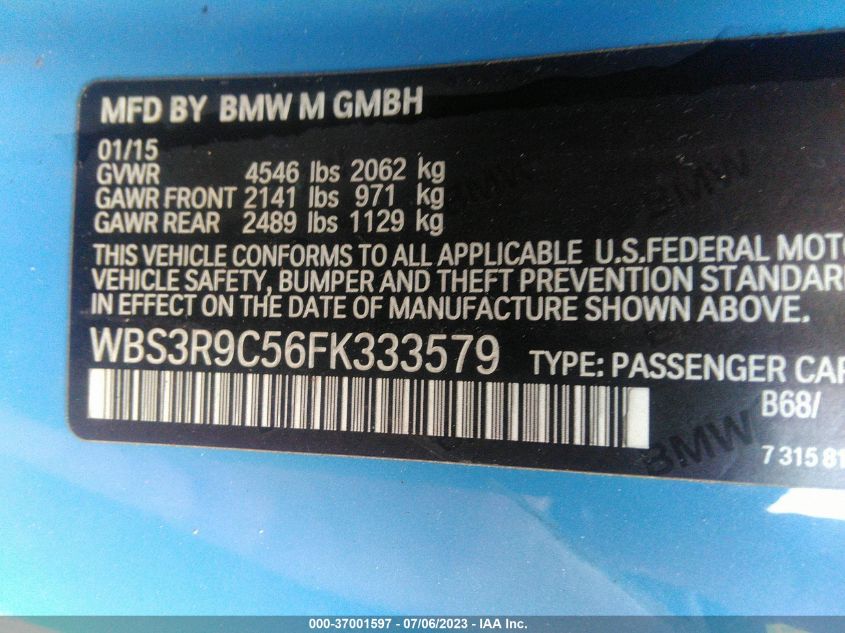 MFD BY BMW M GMBH
01/15
GVWR 4546 lbs 2062 kg
GAWR FRONT 2141 lbs 971 kg
GAWR REAR 2489 lbs 1129 kg
THIS VEHICLE CONFORMS TO ALL APPLICABLE U.S.FEDERAL MOTO
VEHICLE SAFETY, BUMPER AND THEFT PREVENTION STANDAR
IN EFFECT ON THE DATE OF MANUFACTURE SHOWN ABOVE.
WBS3R9C56FK333579 TYPE: PASSENGER CAR
B68/
7 315 81
BMW
BMW
BMW
000-37001597 - 07/06/2023 - IAA Inc.